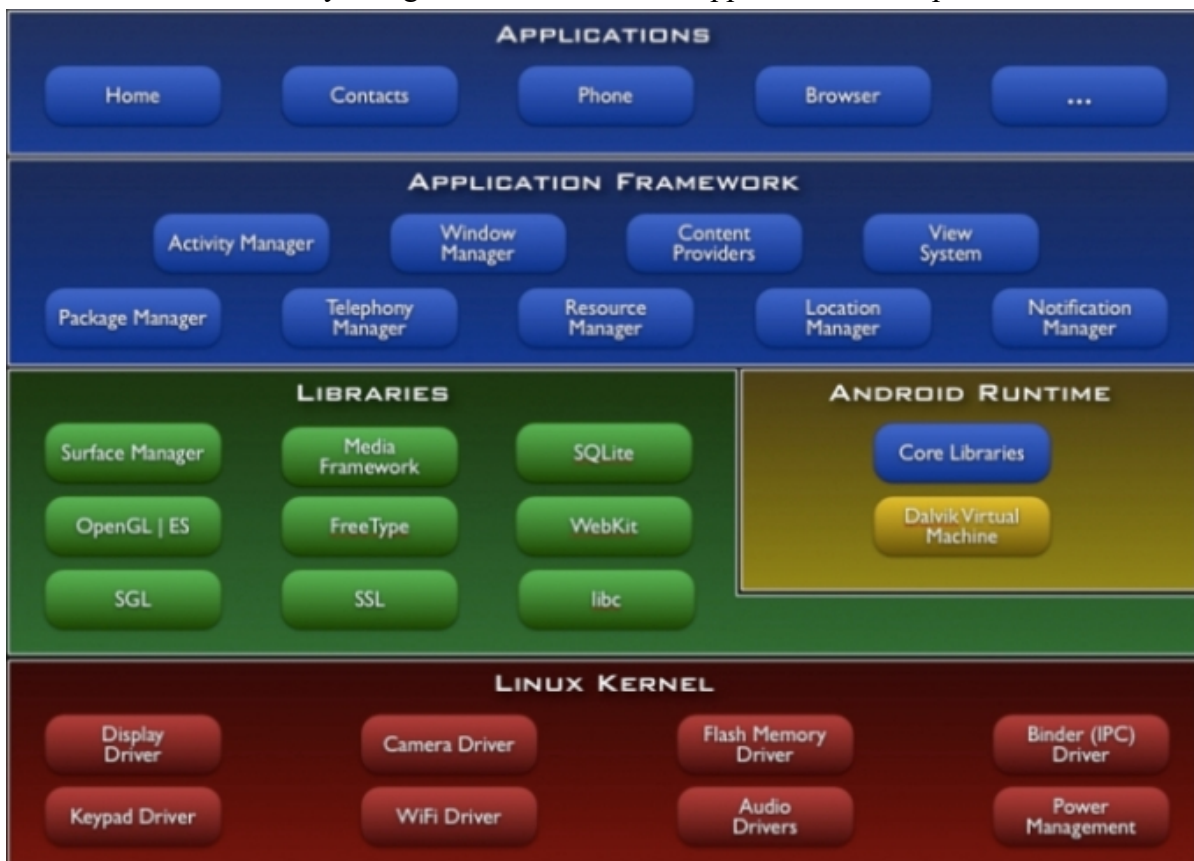 APPLICATIONS
Home
Contacts
Phone
Browser
...
APPLICATION FRAMEWORK
Activity Manager
Window
Manager
Content
Providers
View
System
Package Manager
Telephony
Manager
Resource
Manager
Location
Manager
Notification
Manager
LIBRARIES
Surface Manager
Media
Framework
SQLite
OpenGL | ES
FreeType
WebKit
SGL
SSL
libc
ANDROID RUNTIME
Core Libraries
Dalvik Virtual
Machine
LINUX KERNEL
Display
Driver
Camera Driver
Flash Memory
Driver
Binder (IPC)
Driver
Keypad Driver
WiFi Driver
Audio
Drivers
Power
Management